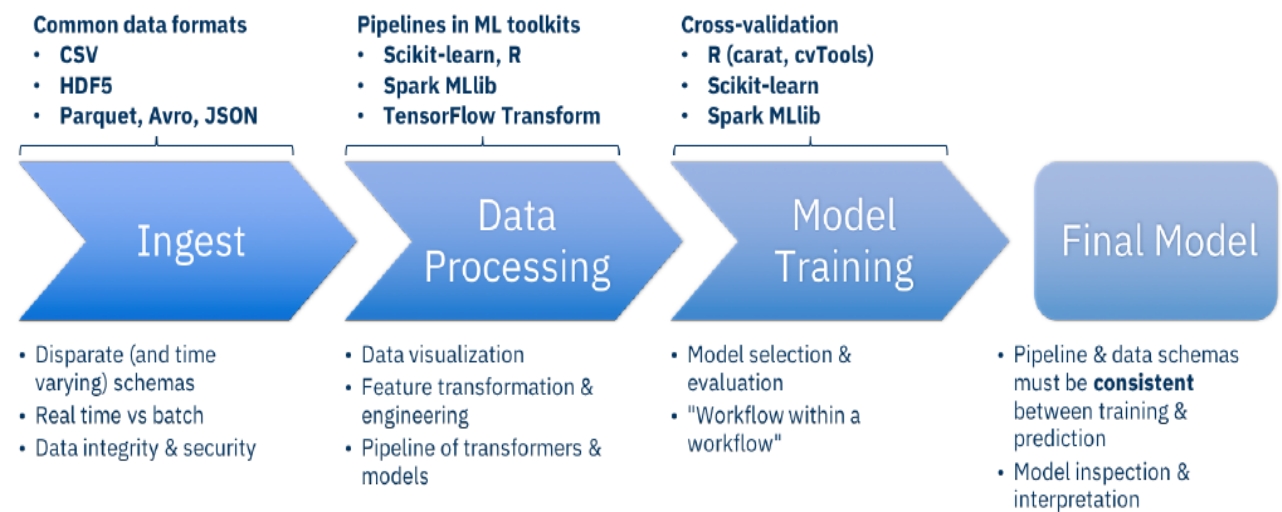 Common data formats
• CSV
• HDF5
• Parquet, Avro, JSON
Pipelines in ML toolkits
• Scikit-learn, R
• Spark MLlib
• TensorFlow Transform
Cross-validation
• R (carat, cvTools)
• Scikit-learn
• Spark MLlib
Ingest
Data
Processing
Model
Training
Final Model
• Disparate (and time
varying) schemas
• Real time vs batch
• Data integrity & security
• Data visualization
• Feature transformation &
engineering
• Pipeline of transformers &
models
• Model selection &
evaluation
• "Workflow within a
workflow"
• Pipeline & data schemas
must be consistent
between training &
prediction
• Model inspection &
interpretation